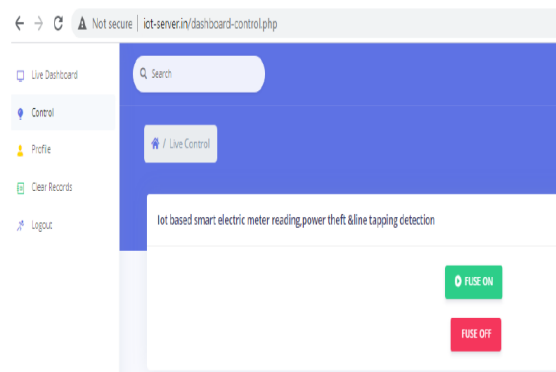 Not secure | iot-server.in/dashboard-control.php
Live Dashboard
Control
Profile
Clear Records
Logout
Search
/ Live Control
Iot based smart electric meter reading,power theft &line tapping detection
FUSE ON
FUSE OFF